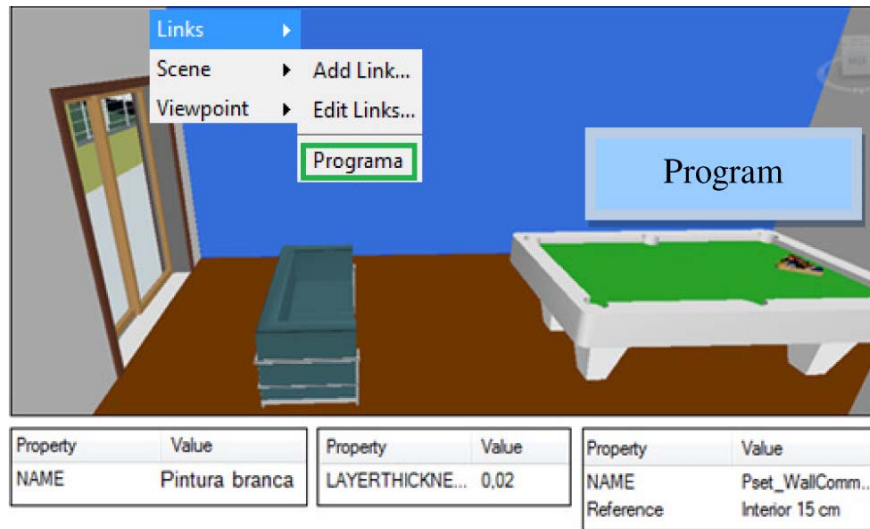 Links
Scene
Viewpoint
Add Link...
Edit Links...
Programa
Program
Property Value
NAME Pintura branca
Property Value
LAYERTHICKNE... 0,02
Property Value
NAME Pset_WallComm..
Reference Interior 15 cm